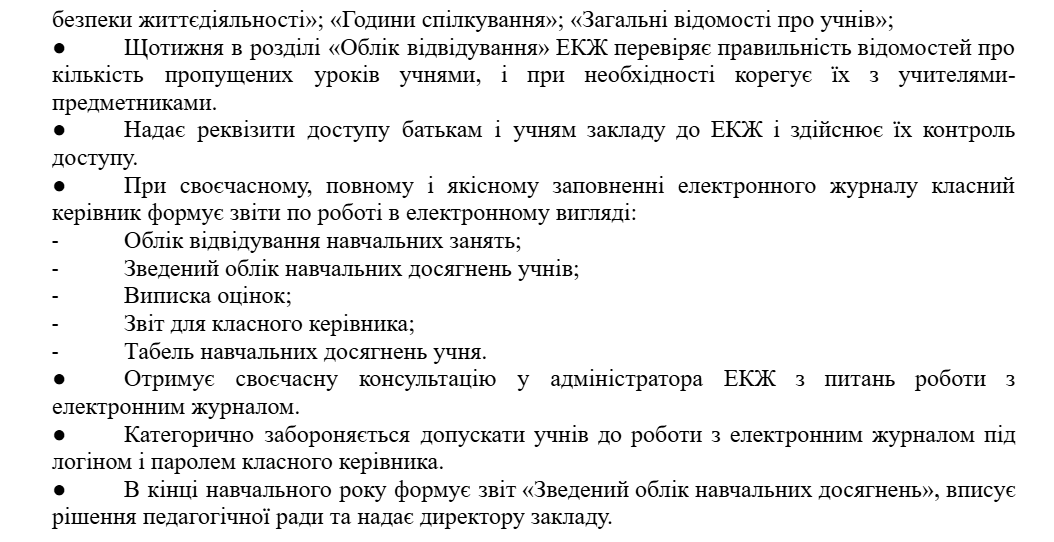 безпеки життєдіяльності»; «Години спілкування»; «Загальні відомості про учнів»;
● Щотижня в розділі «Облік відвідування» ЕКЖ перевіряє правильність відомостей про
кількість пропущених уроків учнями, і при необхідності корегує їх з учителями-
предметниками.
● Надає реквізити доступу батькам і учням закладу до ЕКЖ і здійснює їх контроль
доступу.
● При своєчасному, повному і якісному заповненні електронного журналу класний
керівник формує звіти по роботі в електронному вигляді:
- Облік відвідування навчальних занять;
- Зведений облік навчальних досягнень учнів;
- Виписка оцінок;
- Звіт для класного керівника;
- Табель навчальних досягнень учня.
● Отримує своєчасну консультацію у адміністратора ЕКЖ з питань роботи з
електронним журналом.
● Категорично забороняється допускати учнів до роботи з електронним журналом під
логіном і паролем класного керівника.
● В кінці навчального року формує звіт «Зведений облік навчальних досягнень», вписує
рішення педагогічної ради та надає директору закладу.